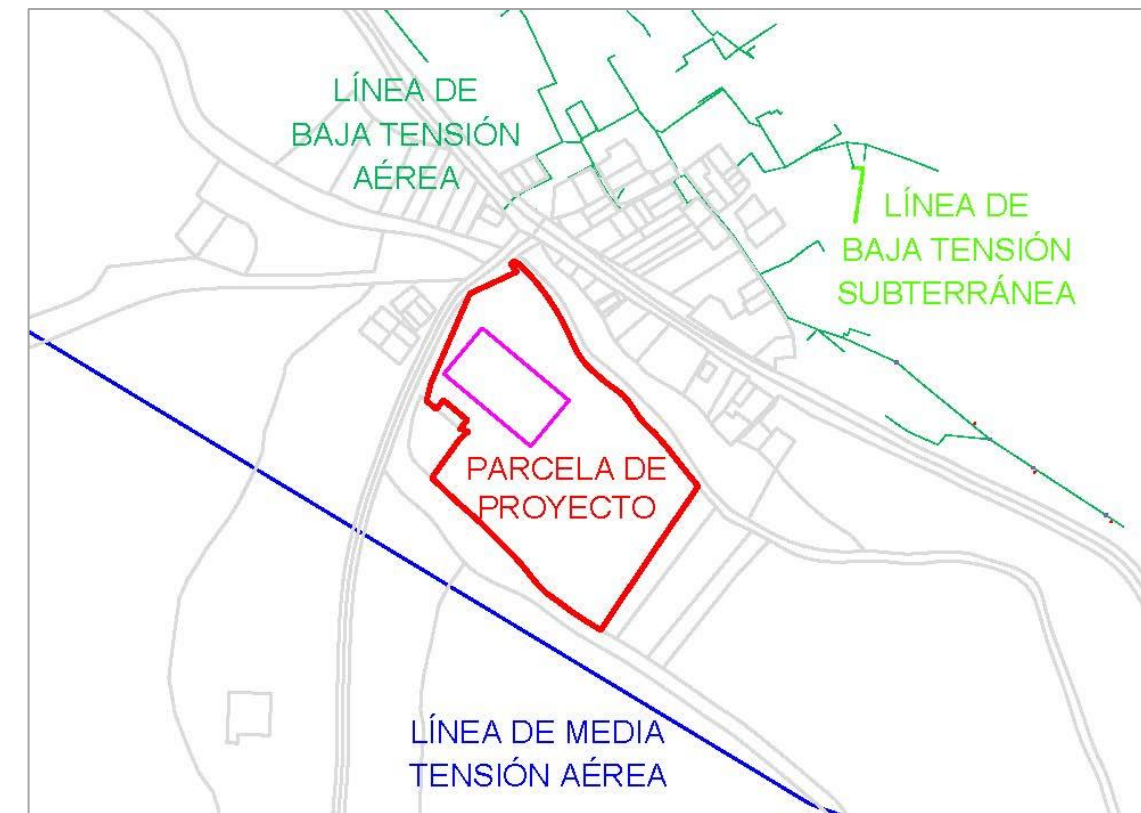 LÍNEA DE
BAJA TENSIÓN
AÉREA
LÍNEA DE
BAJA TENSIÓN
SUBTERRÁNEA
PARCELA DE
PROYECTO
LÍNEA DE MEDIA
TENSIÓN AÉREA